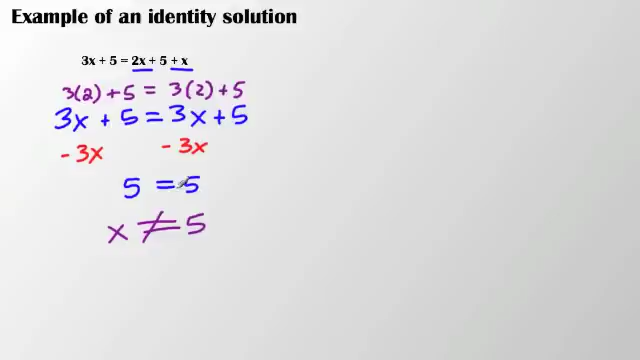 Example of an identity solution
3x + 5 = 2x + 5 + x
3(2) + 5 = 3(2) + 5
3x + 5 = 3x + 5
- 3x - 3x
5 = 5
x ≠ 5